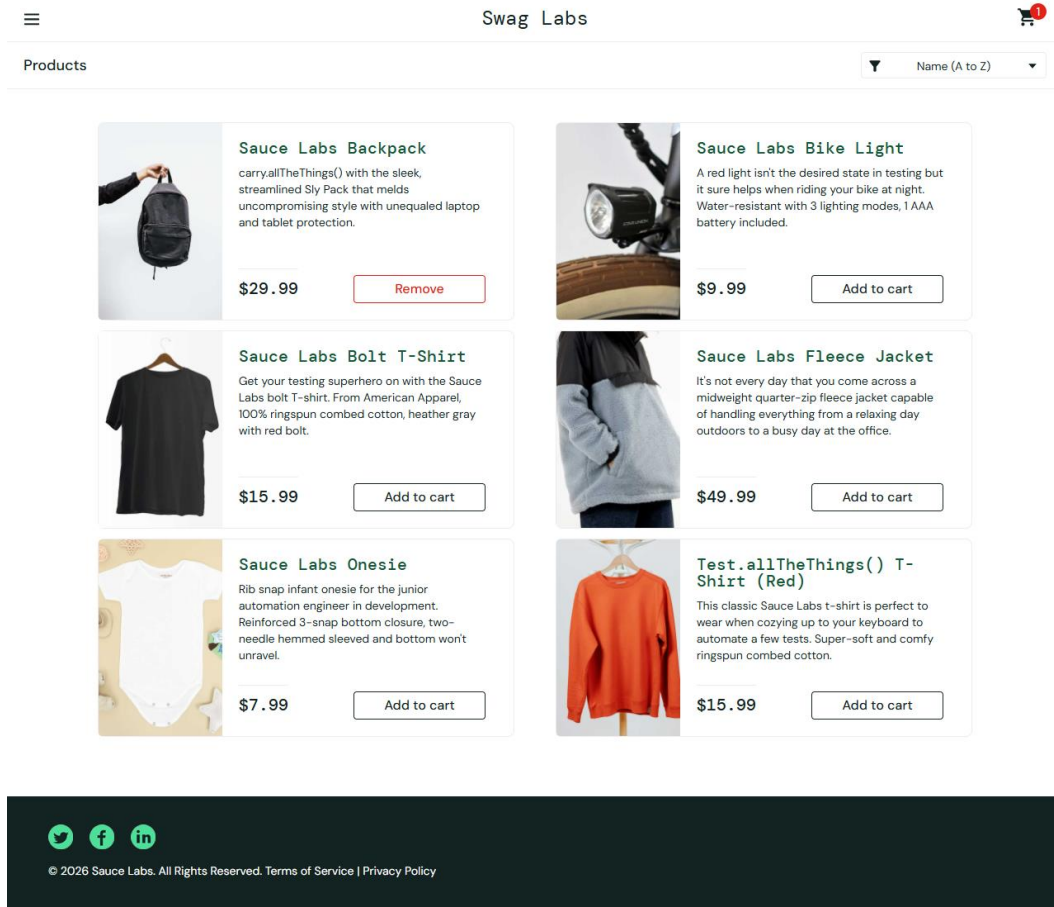 Swag Labs
1
Products
Name (A to Z)
Sauce Labs Backpack
carry.allTheThings() with the sleek,
streamlined Sly Pack that melds
uncompromising style with unequaled laptop
and tablet protection.
$29.99
Remove
Sauce Labs Bike Light
A red light isn't the desired state in testing but
it sure helps when riding your bike at night.
Water-resistant with 3 lighting modes, 1 AAA
battery included.
$9.99
Add to cart
Sauce Labs Bolt T-Shirt
Get your testing superhero on with the Sauce
Labs bolt T-shirt. From American Apparel,
100% ringspun combed cotton, heather gray
with red bolt.
$15.99
Add to cart
Sauce Labs Fleece Jacket
It's not every day that you come across a
midweight quarter-zip fleece jacket capable
of handling everything from a relaxing day
outdoors to a busy day at the office.
$49.99
Add to cart
Sauce Labs Onesie
Rib snap infant onesie for the junior
automation engineer in development.
Reinforced 3-snap bottom closure, two-
needle hemmed sleeved and bottom won't
unravel.
$7.99
Add to cart
Test.allTheThings() T-
Shirt (Red)
This classic Sauce Labs t-shirt is perfect to
wear when cozying up to your keyboard to
automate a few tests. Super-soft and comfy
ringspun combed cotton.
$15.99
Add to cart
© 2026 Sauce Labs. All Rights Reserved. Terms of Service | Privacy Policy